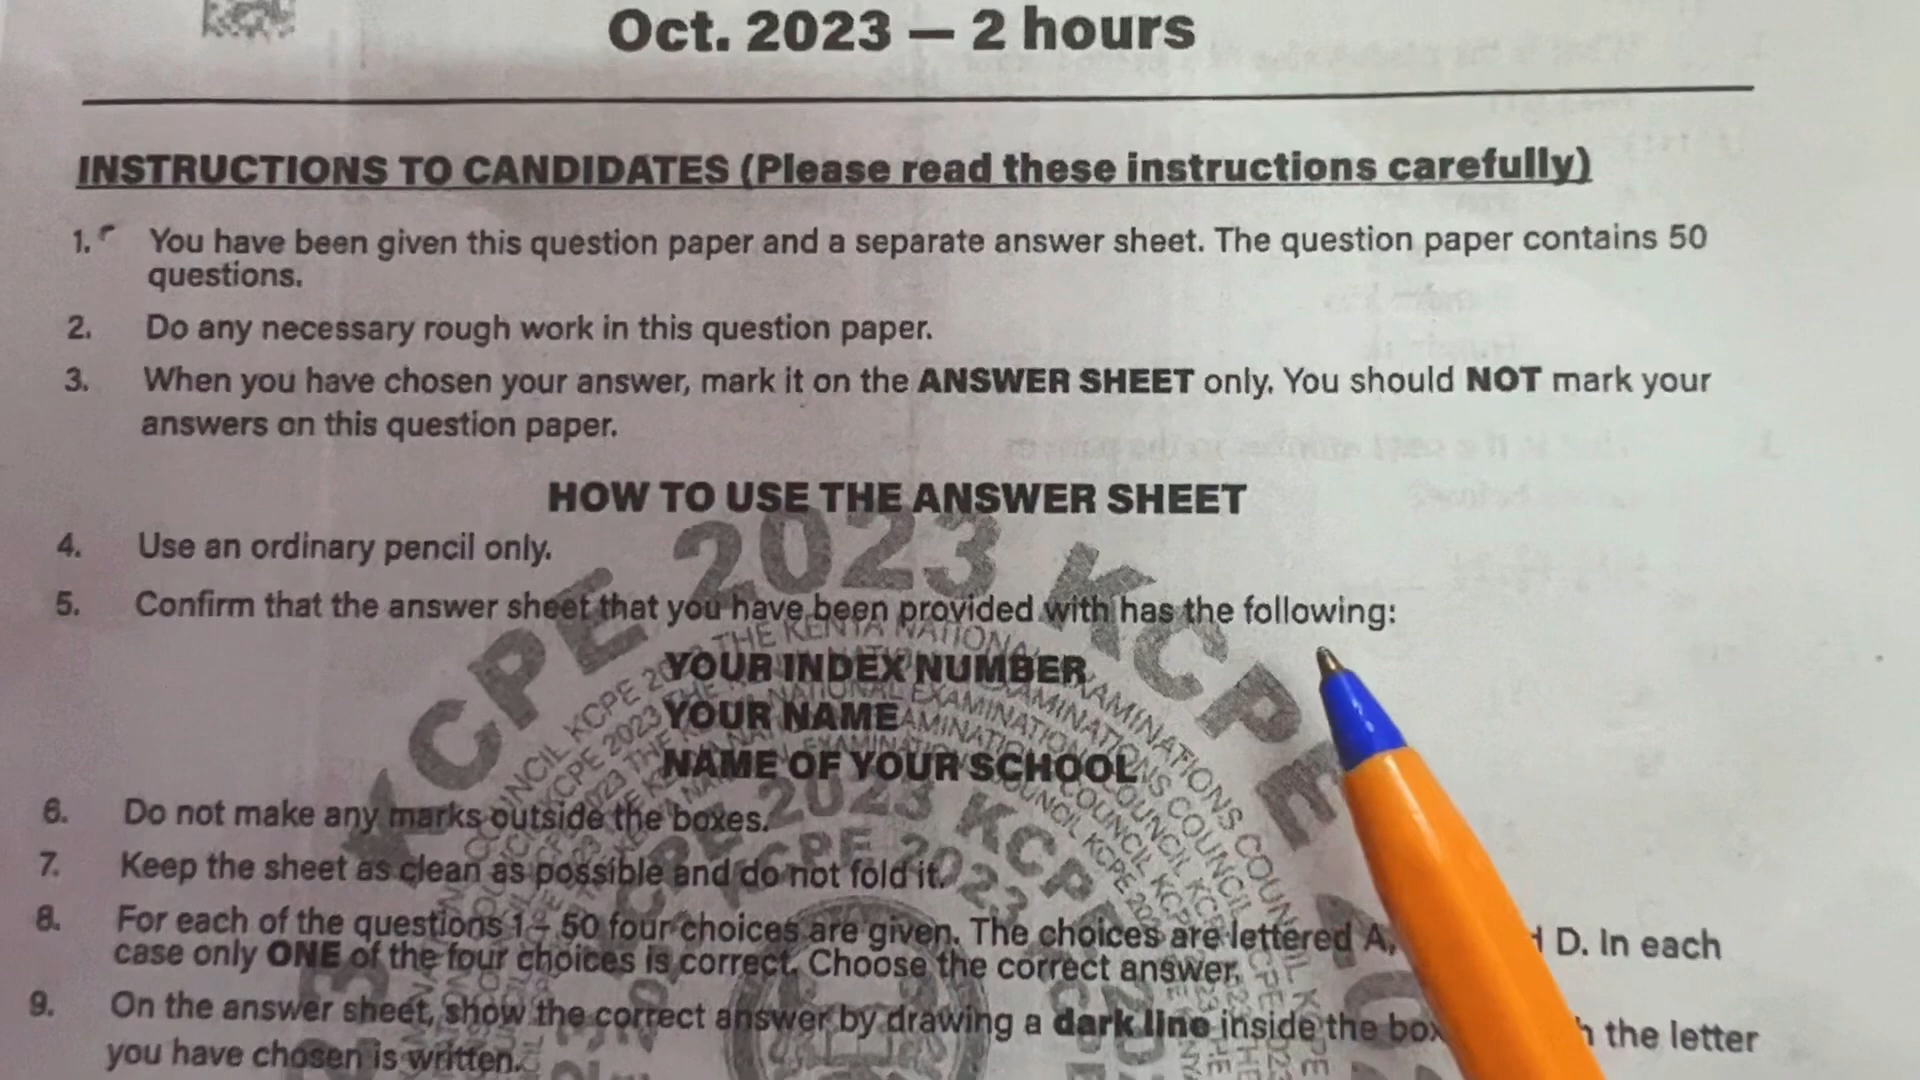 Oct. 2023 — 2 hours
INSTRUCTIONS TO CANDIDATES (Please read these instructions carefully)
1. You have been given this question paper and a separate answer sheet. The question paper contains 50
questions.
2. Do any necessary rough work in this question paper.
3. When you have chosen your answer, mark it on the ANSWER SHEET only. You should NOT mark your
answers on this question paper.
HOW TO USE THE ANSWER SHEET
4. Use an ordinary pencil only.
5. Confirm that the answer sheet that you have been provided with has the following:
YOUR INDEX NUMBER
YOUR NAME
NAME OF YOUR SCHOOL
6. Do not make any marks outside the boxes.
7. Keep the sheet as clean as possible and do not fold it.
8. For each of the questions 1 – 50 four choices are given. The choices are lettered A, D. In each
case only ONE of the four choices is correct. Choose the correct answer.
9. On the answer sheet, show the correct answer by drawing a dark line inside the box the letter
you have chosen is written.
KCPE 2023 KCPE